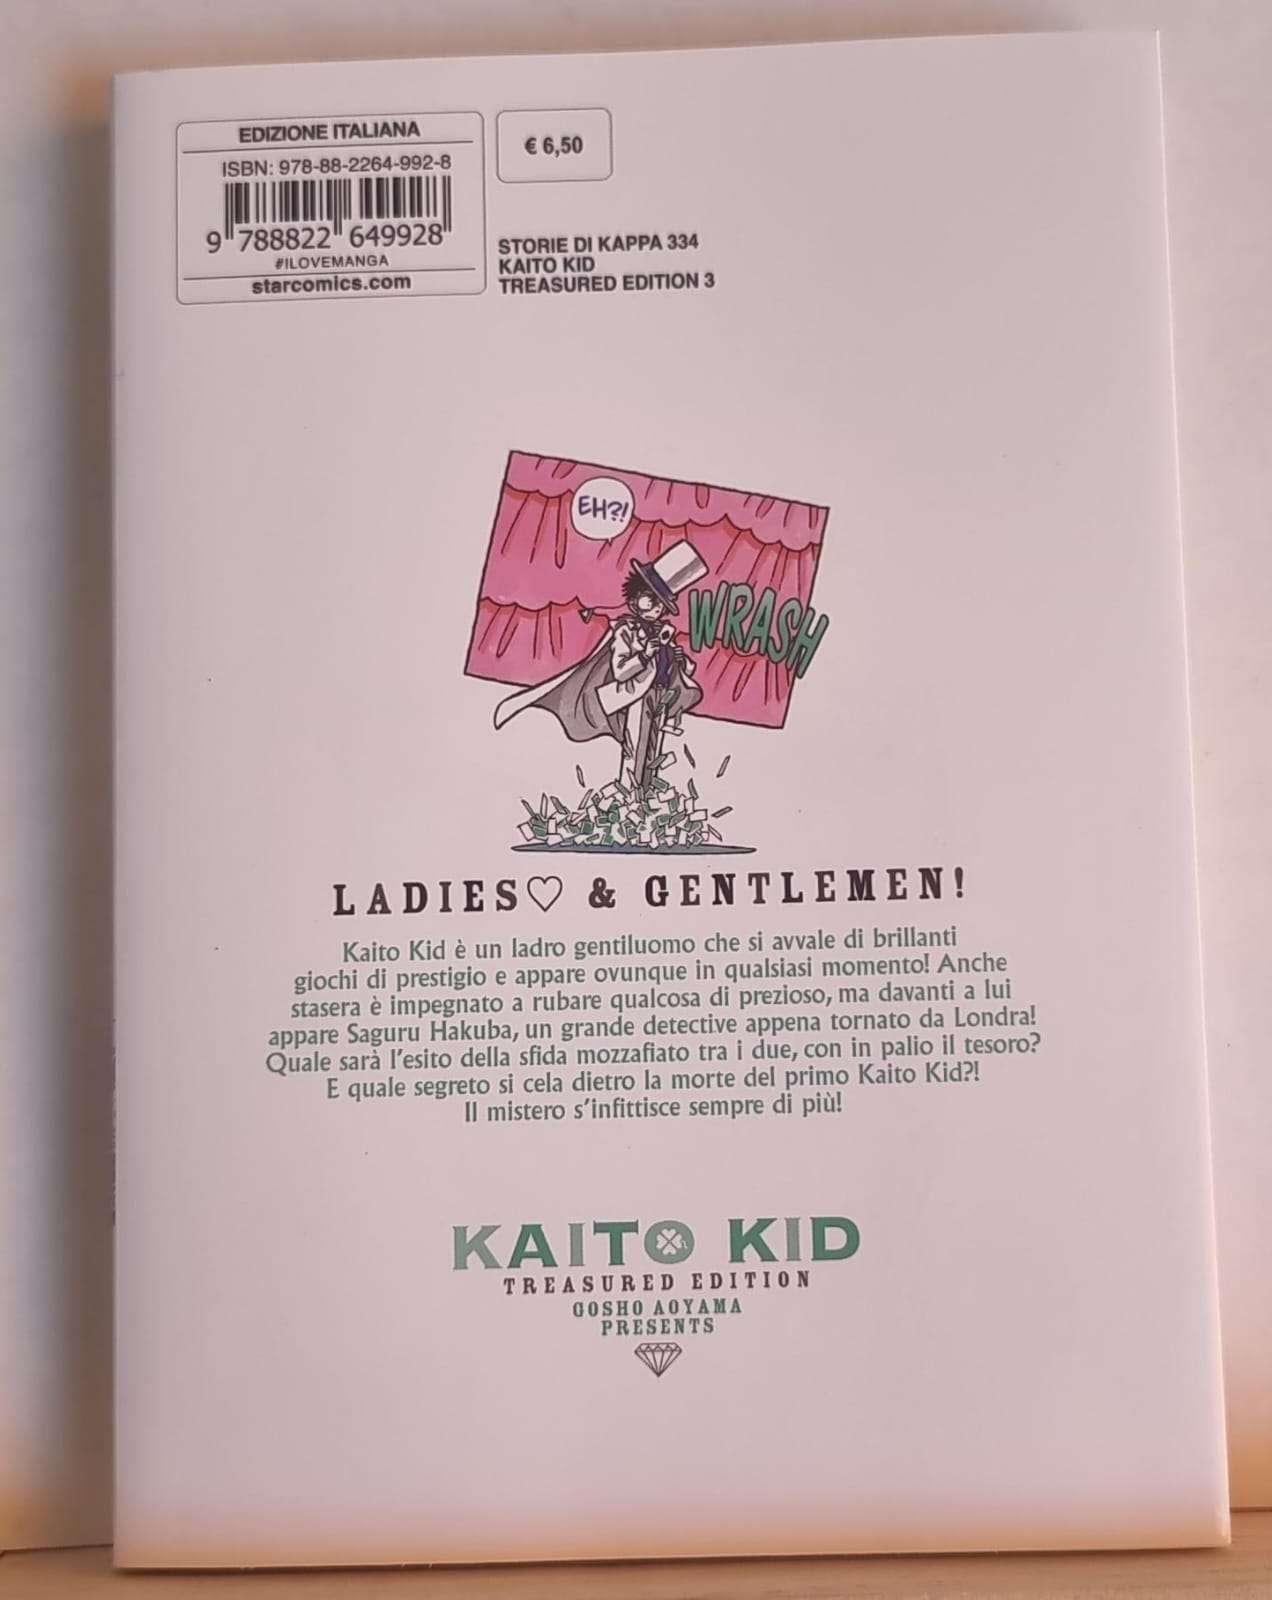 EDIZIONE ITALIANA
ISBN: 978-88-2264-992-8
9 788822 649928
#ILOVEMANGA
starcomics.com
€ 6,50
STORIE DI KAPPA 334
KAITO KID
TREASURED EDITION 3
EH?!
WRASH
LADIES♡ & GENTLEMEN!
Kaito Kid è un ladro gentiluomo che si avvale di brillanti
giochi di prestigio e appare ovunque in qualsiasi momento! Anche
stasera è impegnato a rubare qualcosa di prezioso, ma davanti a lui
appare Saguru Hakuba, un grande detective appena tornato da Londra!
Quale sarà l'esito della sfida mozzafiato tra i due, con in palio il tesoro?
E quale segreto si cela dietro la morte del primo Kaito Kid?!
Il mistero s'infittisce sempre di più!
KAITO KID
TREASURED EDITION
GOSHO AOYAMA
PRESENTS